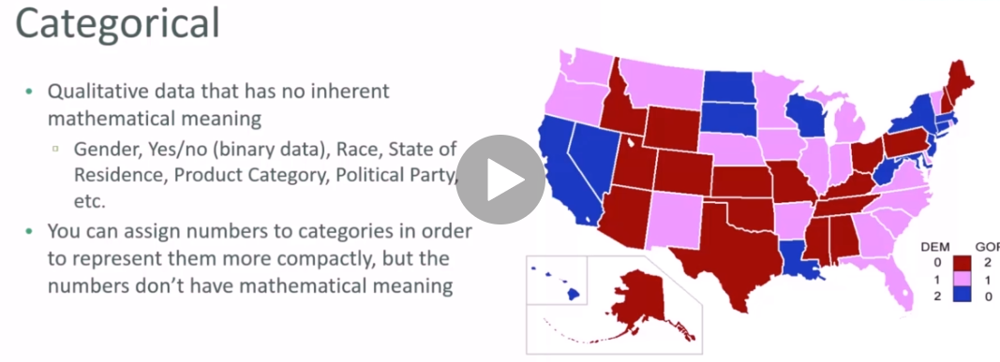 Categorical
• Qualitative data that has no inherent
mathematical meaning
▫ Gender, Yes/no (binary data), Race, State of
Residence, Product Category, Political Party,
etc.
• You can assign numbers to categories in order
to represent them more compactly, but the
numbers don’t have mathematical meaning
DEM GOP
0 2
1 1
2 0